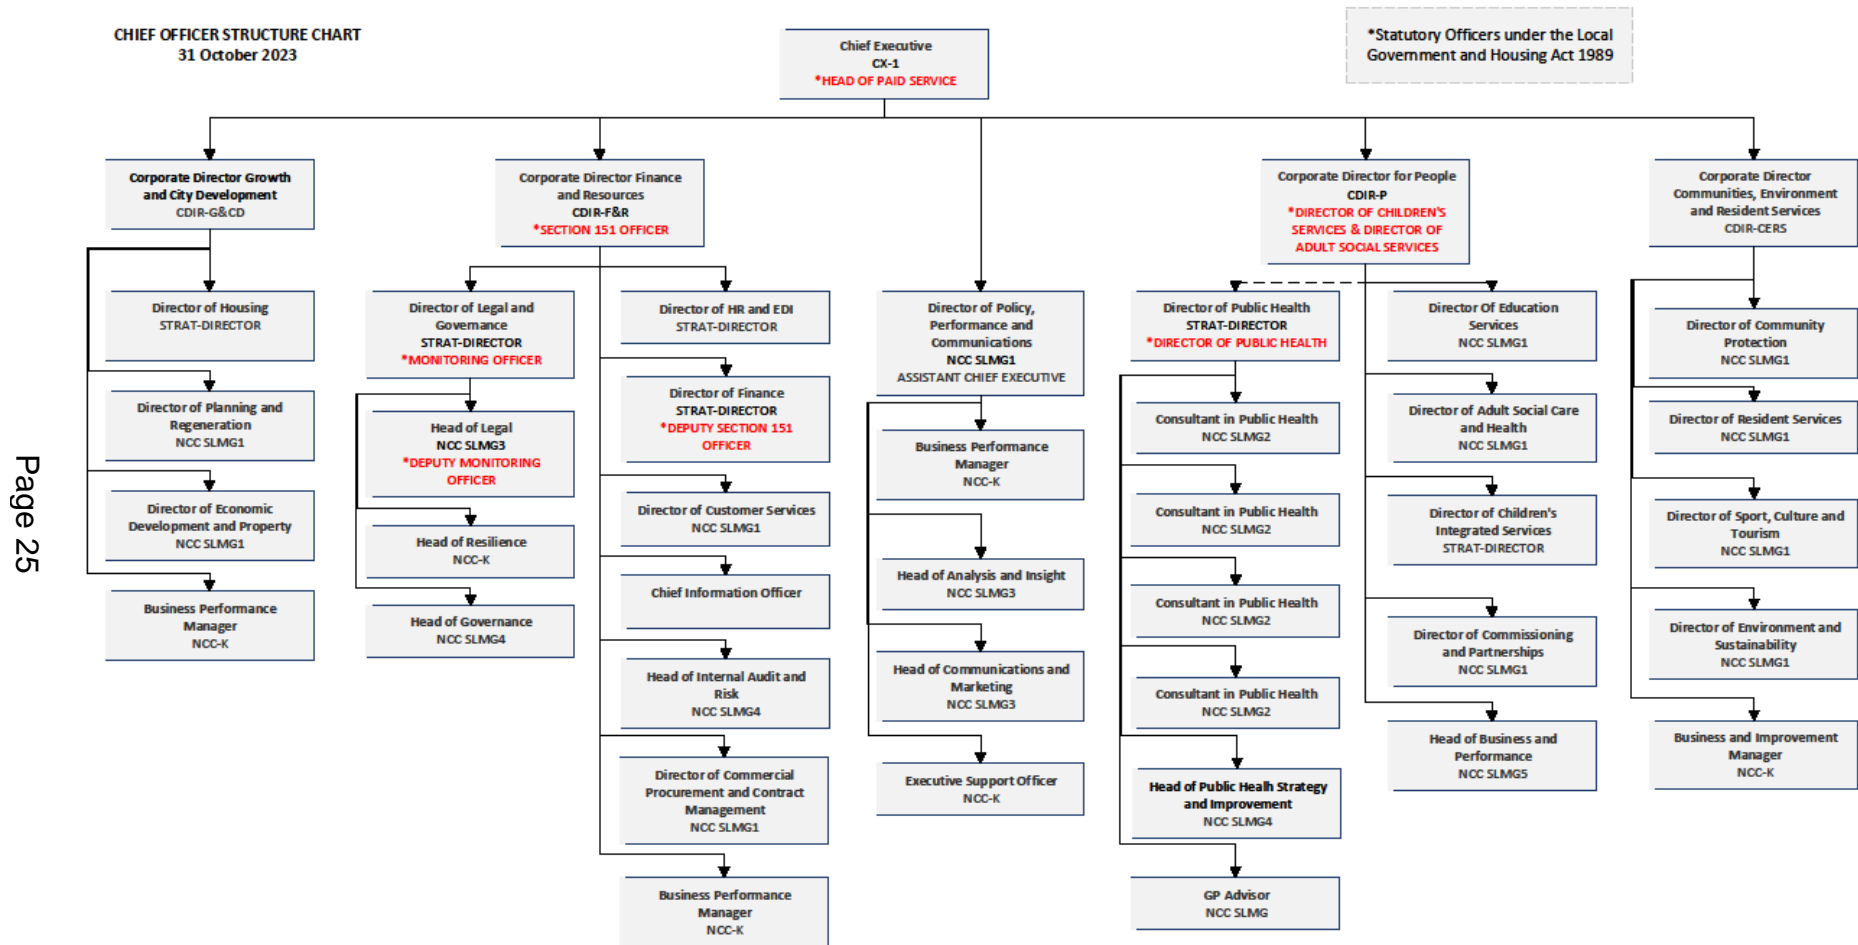 CHIEF OFFICER STRUCTURE CHART
31 October 2023
*Statutory Officers under the Local
Government and Housing Act 1989
Chief Executive
CX-1
*HEAD OF PAID SERVICE
Corporate Director Growth
and City Development
CDIR-G&CD
Director of Housing
STRAT-DIRECTOR
Director of Planning and
Regeneration
NCC SLMG1
Director of Economic
Development and Property
NCC SLMG1
Business Performance
Manager
NCC-K
Corporate Director Finance
and Resources
CDIR-F&R
*SECTION 151 OFFICER
Director of Legal and
Governance
STRAT-DIRECTOR
*MONITORING OFFICER
Head of Legal
NCC SLMG3
*DEPUTY MONITORING
OFFICER
Head of Resilience
NCC-K
Head of Governance
NCC SLMG4
Director of HR and EDI
STRAT-DIRECTOR
Director of Finance
STRAT-DIRECTOR
*DEPUTY SECTION 151
OFFICER
Director of Customer Services
NCC SLMG1
Chief Information Officer
Head of Internal Audit and
Risk
NCC SLMG4
Director of Commercial
Procurement and Contract
Management
NCC SLMG1
Business Performance
Manager
NCC-K
Director of Policy,
Performance and
Communications
NCC SLMG1
ASSISTANT CHIEF EXECUTIVE
Business Performance
Manager
NCC-K
Head of Analysis and Insight
NCC SLMG3
Head of Communications and
Marketing
NCC SLMG3
Executive Support Officer
NCC-K
Corporate Director for People
CDIR-P
*DIRECTOR OF CHILDREN'S
SERVICES & DIRECTOR OF
ADULT SOCIAL SERVICES
Director of Public Health
STRAT-DIRECTOR
*DIRECTOR OF PUBLIC HEALTH
Consultant in Public Health
NCC SLMG2
Consultant in Public Health
NCC SLMG2
Consultant in Public Health
NCC SLMG2
Consultant in Public Health
NCC SLMG2
Head of Public Healh Strategy
and Improvement
NCC SLMG4
GP Advisor
NCC SLMG
Director Of Education
Services
NCC SLMG1
Director of Adult Social Care
and Health
NCC SLMG1
Director of Children's
Integrated Services
STRAT-DIRECTOR
Director of Commissioning
and Partnerships
NCC SLMG1
Head of Business and
Performance
NCC SLMG5
Corporate Director
Communities, Environment
and Resident Services
CDIR-CERS
Director of Community
Protection
NCC SLMG1
Director of Resident Services
NCC SLMG1
Director of Sport, Culture and
Tourism
NCC SLMG1
Director of Environment and
Sustainability
NCC SLMG1
Business and Improvement
Manager
NCC-K
Page 25